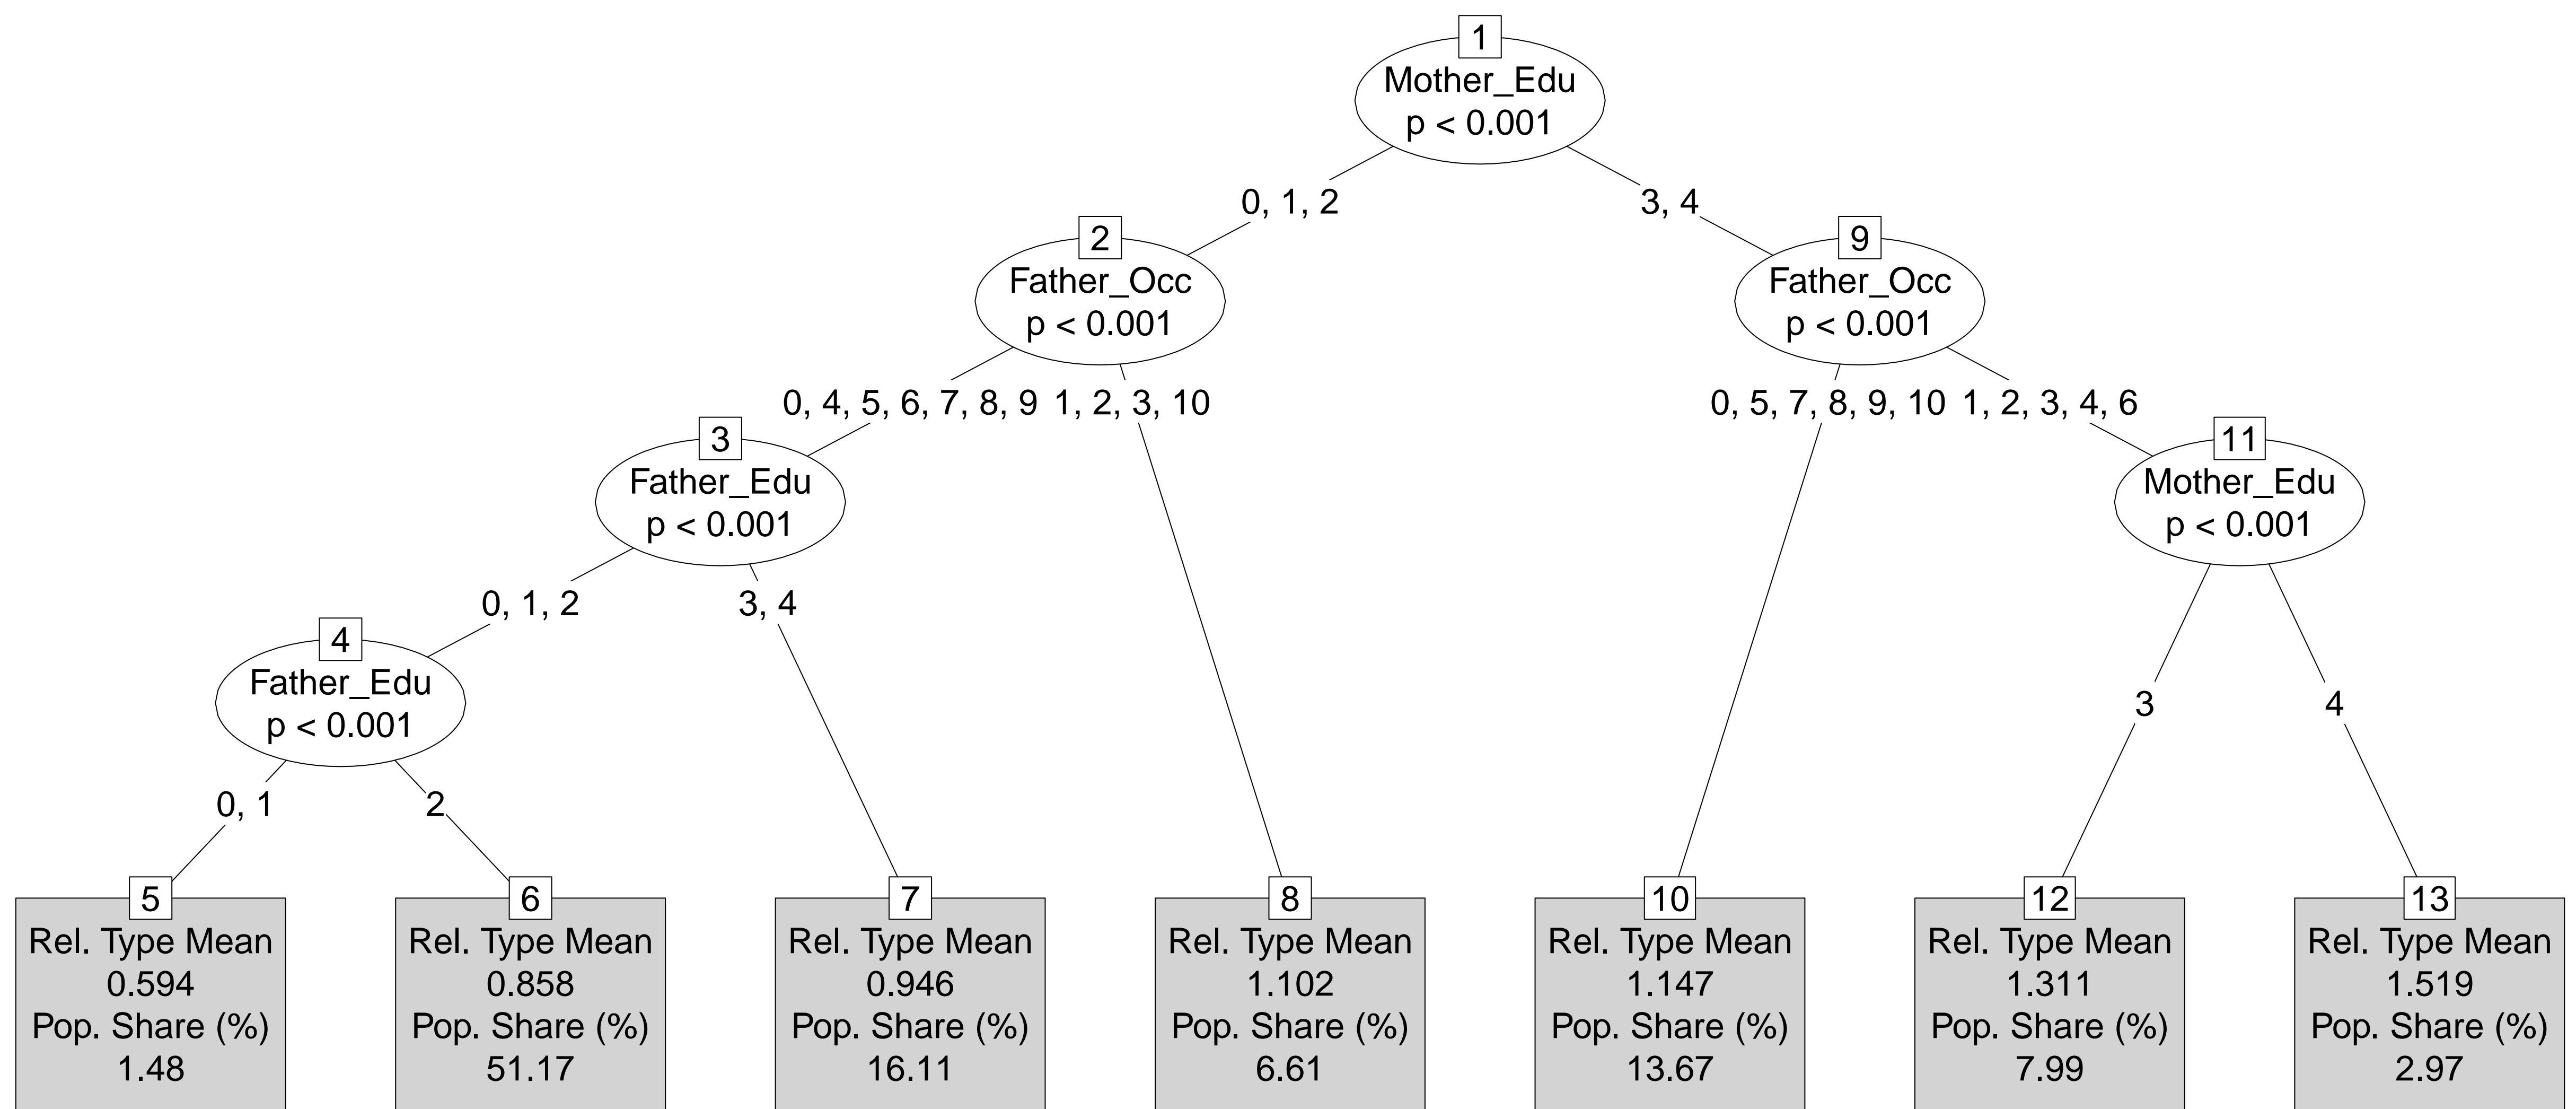 1
Mother_Edu
p < 0.001
0, 1, 2
3, 4
2
Father_Occ
p < 0.001
9
Father_Occ
p < 0.001
0, 4, 5, 6, 7, 8, 9
1, 2, 3, 10
0, 5, 7, 8, 9, 10
1, 2, 3, 4, 6
3
Father_Edu
p < 0.001
11
Mother_Edu
p < 0.001
0, 1, 2
3, 4
4
Father_Edu
p < 0.001
3
4
0, 1
2
5
Rel. Type Mean
0.594
Pop. Share (%)
1.48
6
Rel. Type Mean
0.858
Pop. Share (%)
51.17
7
Rel. Type Mean
0.946
Pop. Share (%)
16.11
8
Rel. Type Mean
1.102
Pop. Share (%)
6.61
10
Rel. Type Mean
1.147
Pop. Share (%)
13.67
12
Rel. Type Mean
1.311
Pop. Share (%)
7.99
13
Rel. Type Mean
1.519
Pop. Share (%)
2.97